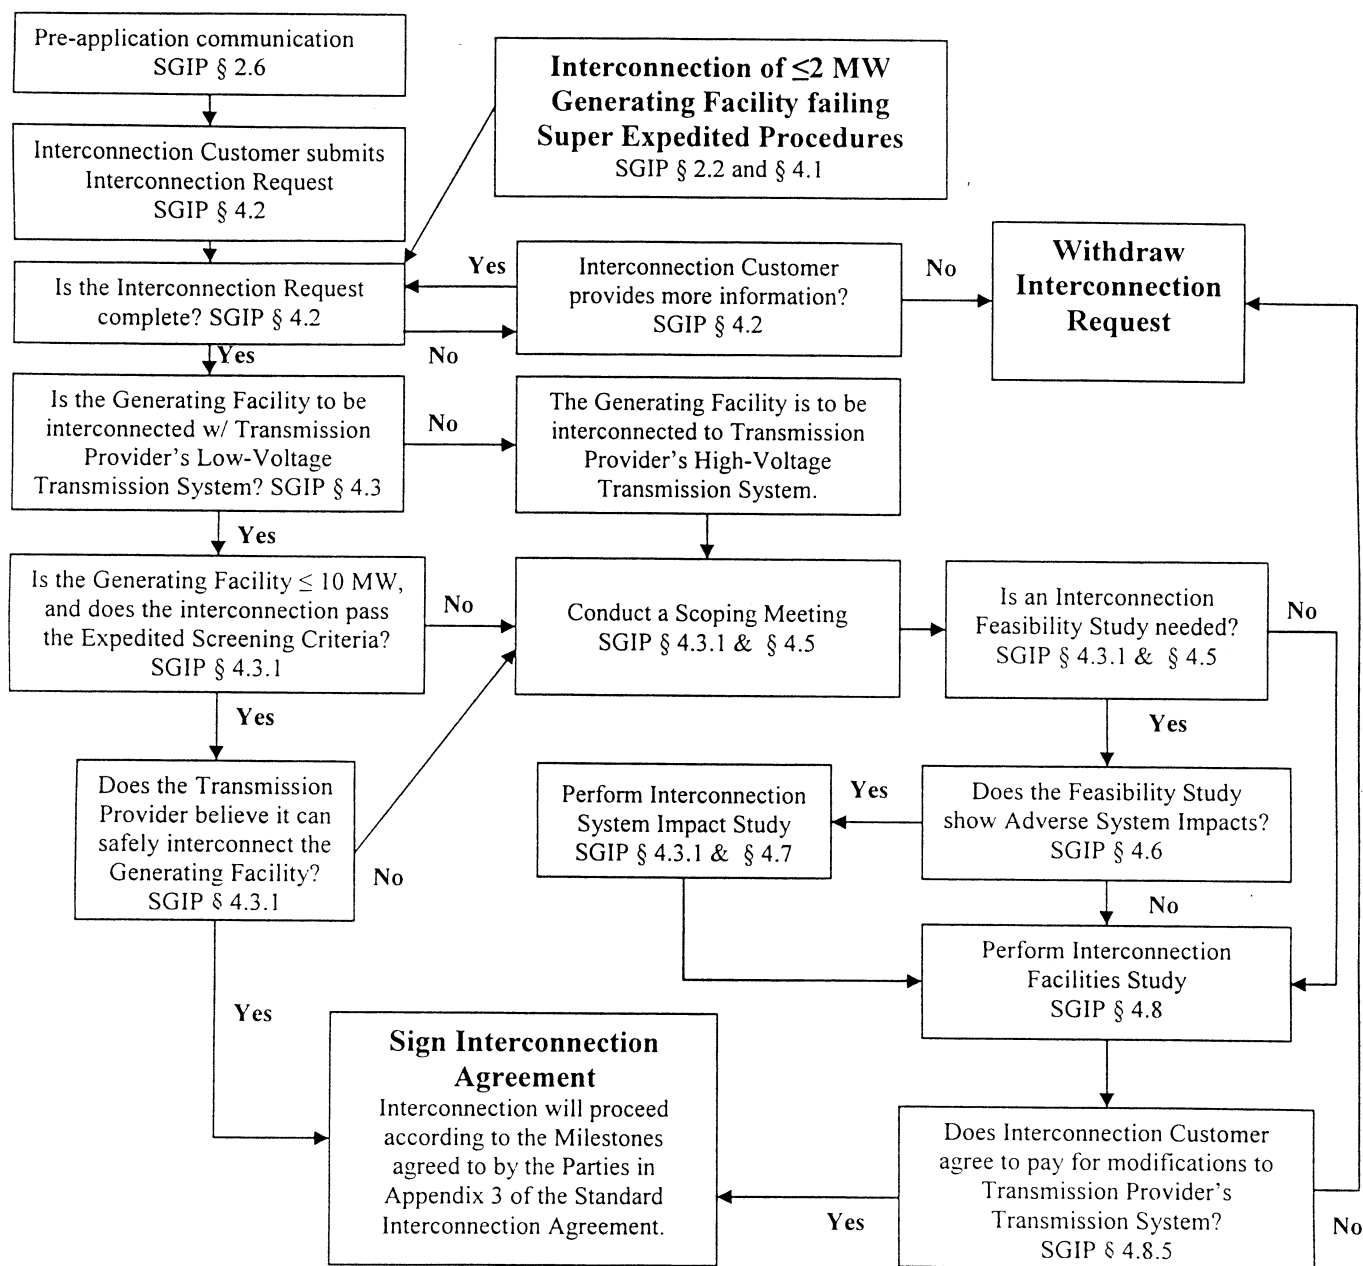 Pre-application communication
SGIP § 2.6
Interconnection of ≤2 MW
Generating Facility failing
Super Expedited Procedures
SGIP § 2.2 and § 4.1
Interconnection Customer submits
Interconnection Request
SGIP § 4.2
Is the Interconnection Request
complete? SGIP § 4.2
Yes
No
Interconnection Customer
provides more information?
SGIP § 4.2
No
Withdraw
Interconnection
Request
Yes
Is the Generating Facility to be
interconnected w/ Transmission
Provider's Low-Voltage
Transmission System? SGIP § 4.3
No
The Generating Facility is to be
interconnected to Transmission
Provider's High-Voltage
Transmission System.
Yes
Is the Generating Facility ≤ 10 MW,
and does the interconnection pass
the Expedited Screening Criteria?
SGIP § 4.3.1
No
Conduct a Scoping Meeting
SGIP § 4.3.1 & § 4.5
Is an Interconnection
Feasibility Study needed?
SGIP § 4.3.1 & § 4.5
No
Yes
Yes
Does the Transmission
Provider believe it can
safely interconnect the
Generating Facility?
SGIP § 4.3.1
No
Perform Interconnection
System Impact Study
SGIP § 4.3.1 & § 4.7
Yes
Does the Feasibility Study
show Adverse System Impacts?
SGIP § 4.6
No
Perform Interconnection
Facilities Study
SGIP § 4.8
Yes
Sign Interconnection
Agreement
Interconnection will proceed
according to the Milestones
agreed to by the Parties in
Appendix 3 of the Standard
Interconnection Agreement.
Yes
Does Interconnection Customer
agree to pay for modifications to
Transmission Provider's
Transmission System?
SGIP § 4.8.5
No